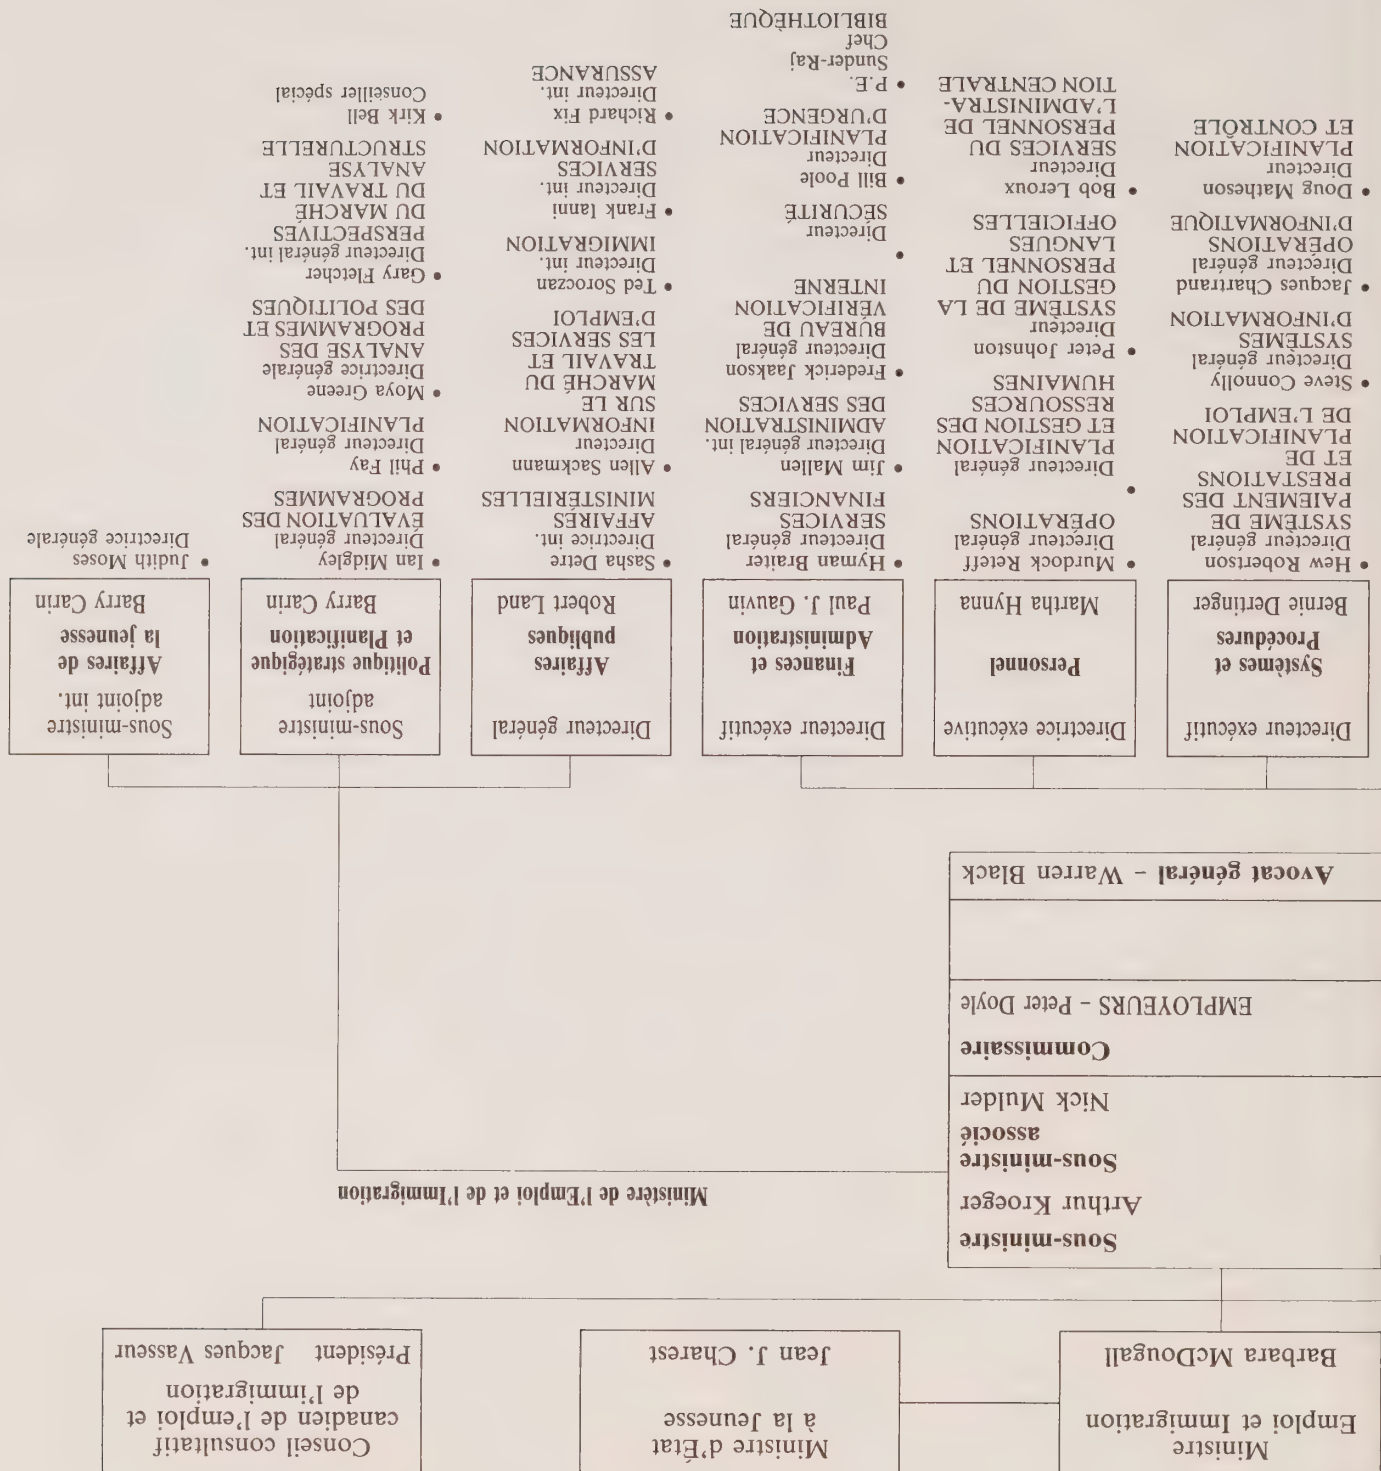 Ministre
Emploi et Immigration
Barbara McDougall
Ministre d'État
à la Jeunesse
Jean J. Charest
Conseil consultatif
canadien de l'emploi et
de l'immigration
Président Jacques Vasseur
Sous-ministre
Arthur Kroeger
Sous-ministre
associé
Nick Mulder
Commissaire
EMPLOYEURS – Peter Doyle
Avocat général – Warren Black
Ministère de l'Emploi et de l'Immigration
Directeur exécutif
Systèmes et
Procédures
Bernie Dertinger
• Hew Robertson
Directeur général
SYSTÈME DE
PAIEMENT DES
PRESTATIONS
ET DE
PLANIFICATION
DE L'EMPLOI
• Steve Connolly
Directeur général
SYSTÈMES
D'INFORMATION
• Jacques Chartrand
Directeur général
OPÉRATIONS
D'INFORMATIQUE
• Doug Matheson
Directeur
PLANIFICATION
ET CONTRÔLE
Directrice exécutive
Personnel
Martha Hynna
• Murdock Reteff
Directeur général
OPÉRATIONS
•
Directeur général
PLANIFICATION
ET GESTION DES
RESSOURCES
HUMAINES
• Peter Johnston
Directeur
SYSTÈME DE LA
GESTION DU
PERSONNEL ET
LANGUES
OFFICIELLES
• Bob Leroux
Directeur
SERVICES DU
PERSONNEL DE
L'ADMINISTRA-
TION CENTRALE
Directeur exécutif
Finances et
Administration
Paul J. Gauvin
• Hyman Braiter
Directeur général
SERVICES
FINANCIERS
• Jim Mallen
Directeur général int.
ADMINISTRATION
DES SERVICES
• Frederick Jaakson
Directeur général
BUREAU DE
VÉRIFICATION
INTERNE
•
Directeur
SÉCURITÉ
• Bill Poole
Directeur
PLANIFICATION
D'URGENCE
• P.E.
Sunder-Raj
Chef
BIBLIOTHÈQUE
Directeur général
Affaires
publiques
Robert Land
• Sasha Detre
Directrice int.
AFFAIRES
MINISTÉRIELLES
• Allen Sackmann
Directeur
INFORMATION
SUR LE
MARCHÉ DU
TRAVAIL ET
LES SERVICES
D'EMPLOI
• Ted Soroczan
Directeur int.
IMMIGRATION
• Frank Ianni
Directeur int.
SERVICES
D'INFORMATION
• Richard Fix
Directeur int.
ASSURANCE
Sous-ministre
adjoint
Politique stratégique
et Planification
Barry Carin
• Ian Midgley
Directeur général
ÉVALUATION DES
PROGRAMMES
• Phil Fay
Directeur général
PLANIFICATION
• Moya Greene
Directrice générale
ANALYSE DES
PROGRAMMES ET
DES POLITIQUES
• Gary Fletcher
Directeur général int.
PERSPECTIVES
DU MARCHÉ
DU TRAVAIL ET
ANALYSE
STRUCTURELLE
• Kirk Bell
Conseiller spécial
Sous-ministre
adjoint int.
Affaires de
la jeunesse
Barry Carin
• Judith Moses
Directrice générale